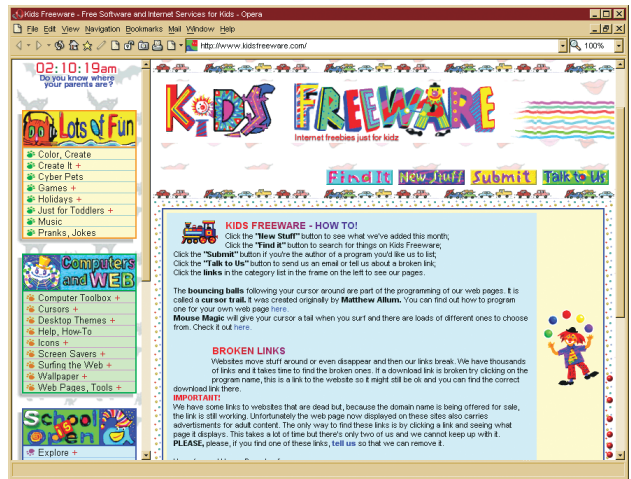 Kids Freeware - Free Software and Internet Services for Kids - Opera
File Edit View Navigation Bookmarks Mail Window Help
http://www.kidsfreeware.com/
100%
02:10:19am
Do you know where
your parents are?
Lots of Fun
Color, Create
Create It +
Cyber Pets
Games +
Holidays +
Just for Toddlers +
Music
Pranks, Jokes
Computers
and WEB
Computer Toolbox +
Cursors +
Desktop Themes +
Help, How-To
Icons +
Screen Savers +
Surfing the Web +
Wallpaper +
Web Pages, Tools +
School
is
Open
Explore +
KiDS FREEWARE
Internet freebies just for kidz
Find It New Stuff Submit Talk to Us
KIDS FREEWARE - HOW TO!
Click the "New Stuff" button to see what we've added this month;
Click the "Find it" button to search for things on Kids Freeware;
Click the "Submit" button if you're the author of a program you'd like us to list;
Click the "Talk to Us" button to send an email or tell us about a broken link;
Click the links in the category list in the frame on the left to see our pages.
The bouncing balls following your cursor around are part of the programming of our web pages. It is
called a cursor trail. It was created originally by Matthew Allum. You can find out how to program
one for your own web page here.
Mouse Magic will give your cursor a tail when you surf and there are loads of different ones to choose
from. Check it out here.
BROKEN LINKS
Websites move stuff around or even disappear and then our links break. We have thousands
of links and it takes time to find the broken ones. If a download link is broken try clicking on the
program name, this is a link to the website so it might still be ok and you can find the correct
download link there.
IMPORTANT!
We have some links to websites that are dead but, because the domain name is being offered for sale,
the link is still working. Unfortunately the web page now displayed on these sites also carries
advertisments for adult content. The only way to find these links is by clicking a link and seeing what
page it displays. This takes a lot of time but there's only two of us and we cannot keep up with it.
PLEASE, please, if you find one of these links, tell us so that we can remove it.